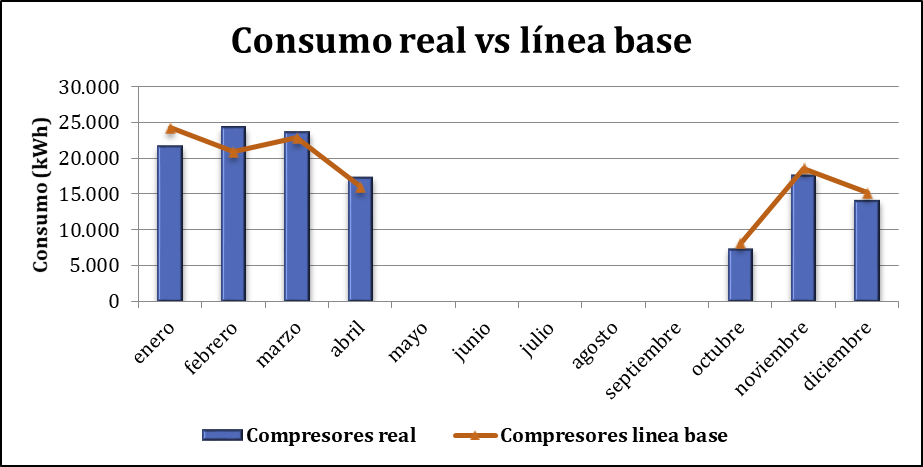 Consumo real vs línea base
Consumo (kWh)
30.000
25.000
20.000
15.000
10.000
5.000
0
enero
febrero
marzo
abril
mayo
junio
julio
agosto
septiembre
octubre
noviembre
diciembre
Compresores real
Compresores linea base